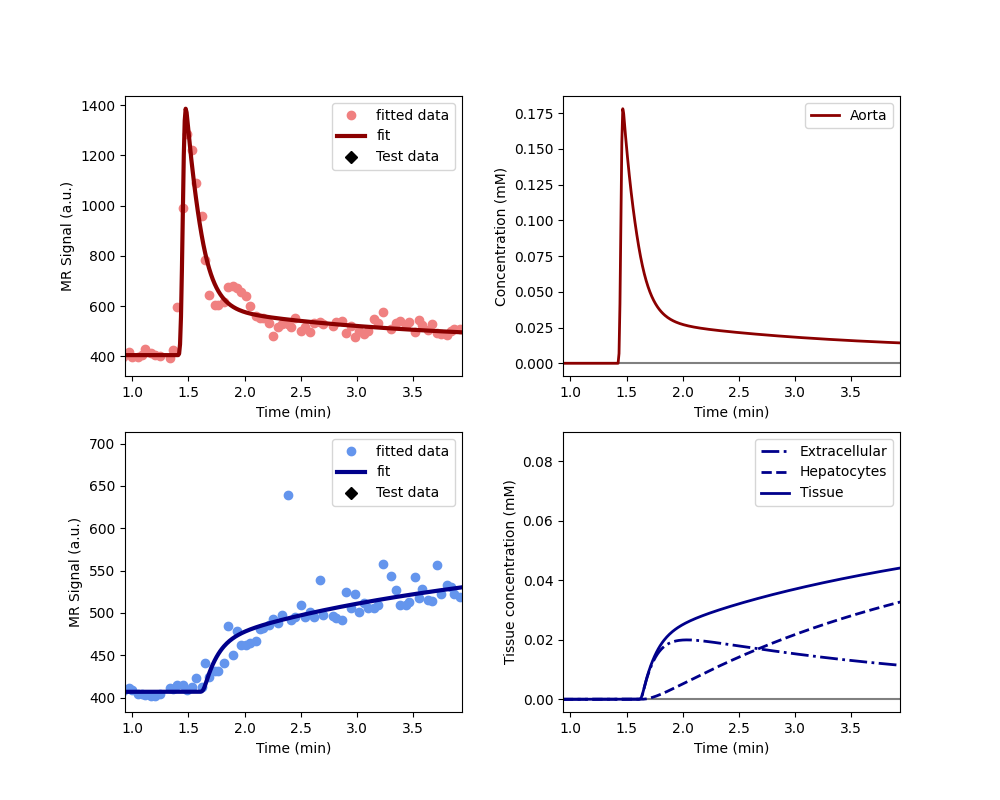 MR Signal (a.u.)
1400
1200
1000
800
600
400
1.0 1.5 2.0 2.5 3.0 3.5
Time (min)
fitted data
fit
Test data
Concentration (mM)
0.175
0.150
0.125
0.100
0.075
0.050
0.025
0.000
1.0 1.5 2.0 2.5 3.0 3.5
Time (min)
Aorta
MR Signal (a.u.)
700
650
600
550
500
450
400
1.0 1.5 2.0 2.5 3.0 3.5
Time (min)
fitted data
fit
Test data
Tissue concentration (mM)
0.08
0.06
0.04
0.02
0.00
1.0 1.5 2.0 2.5 3.0 3.5
Time (min)
Extracellular
Hepatocytes
Tissue